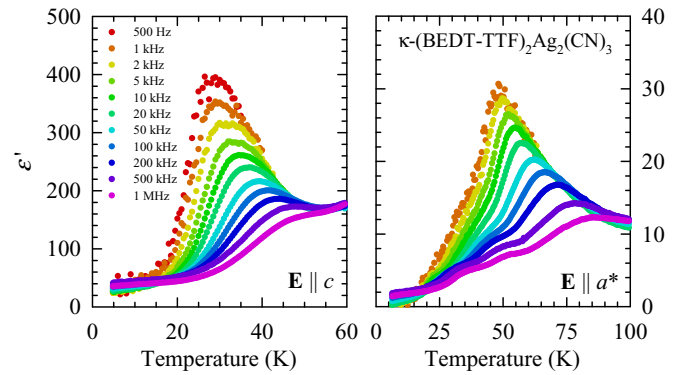 500
400
300
200
100
0
ε'
500 Hz
1 kHz
2 kHz
5 kHz
10 kHz
20 kHz
50 kHz
100 kHz
200 kHz
500 kHz
1 MHz
E || c
0 20 40 60
Temperature (K)
κ-(BEDT-TTF)₂Ag₂(CN)₃
40
30
20
10
0
E || a*
0 25 50 75 100
Temperature (K)